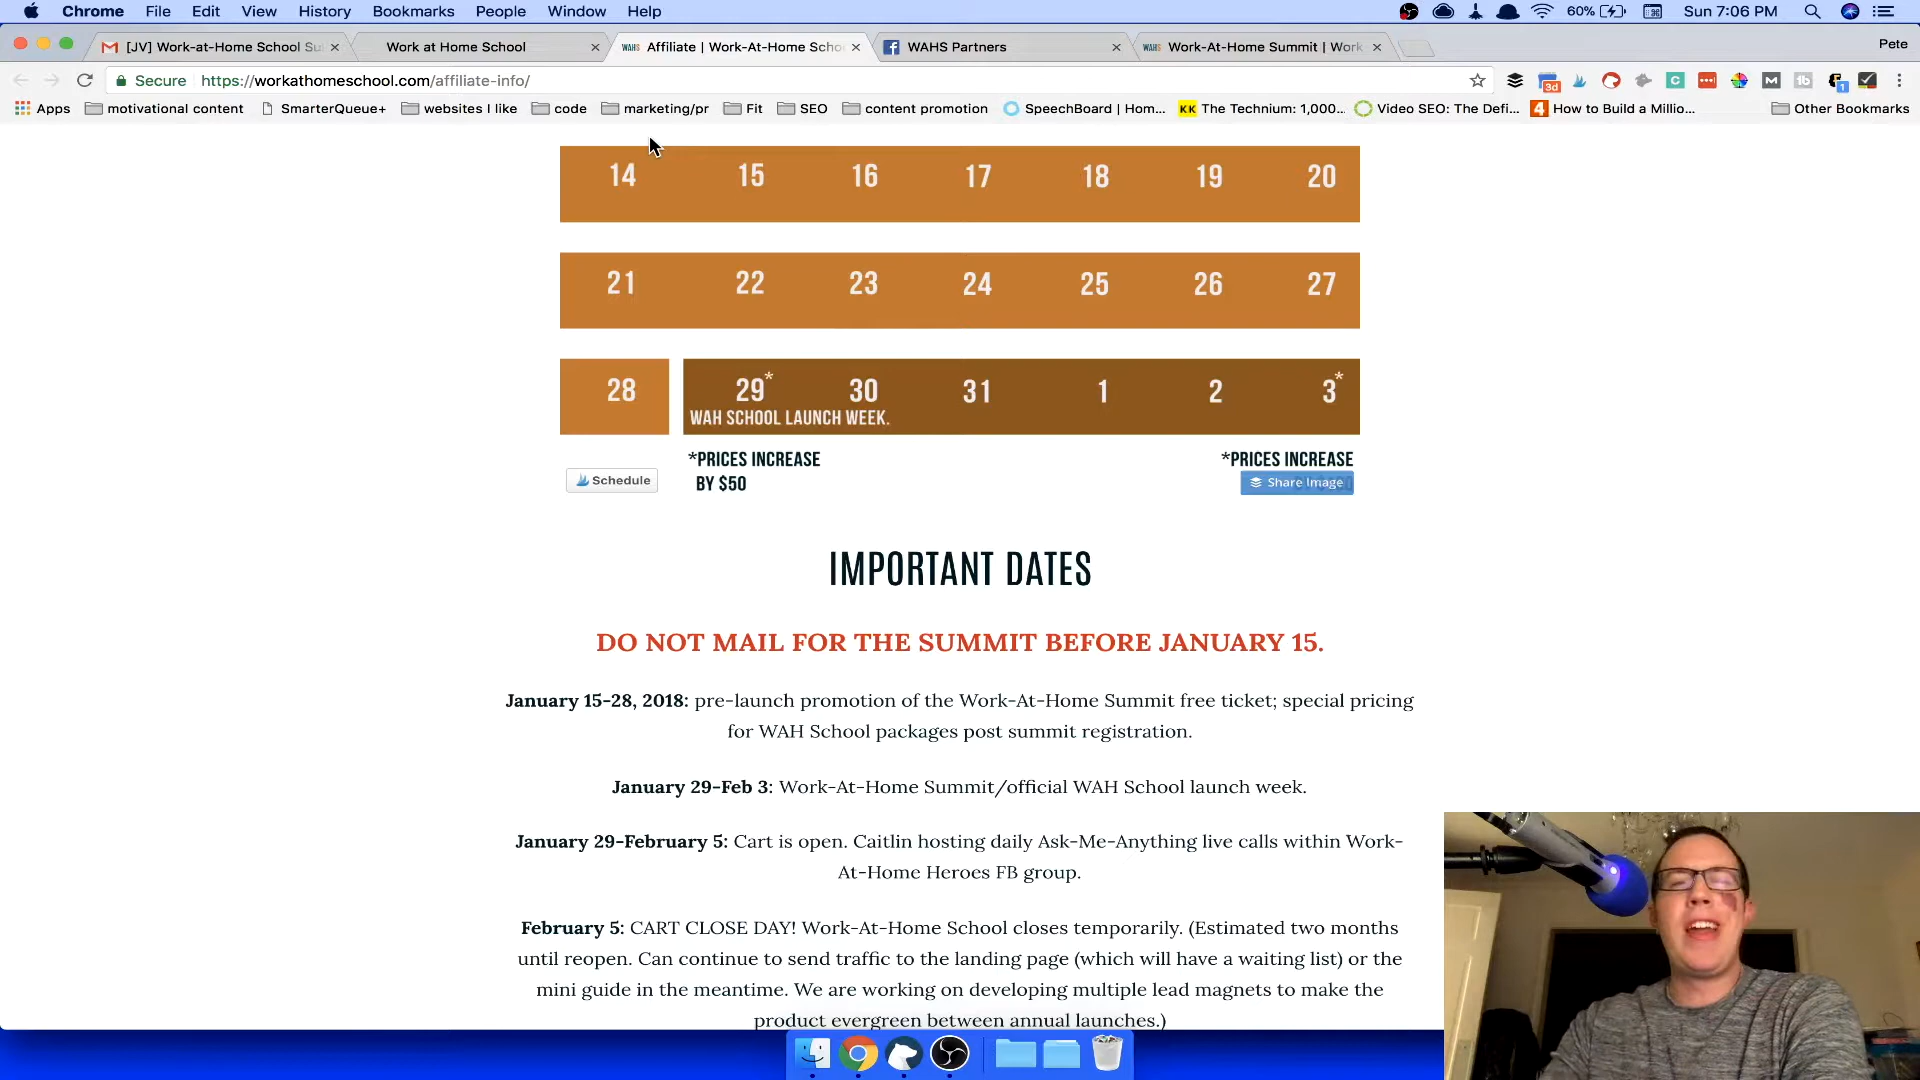 Chrome File Edit View History Bookmarks People Window Help 60% Sun 7:06 PM
[JV] Work-at-Home School Su Work at Home School WAHS Affiliate | Work-At-Home Scho WAHS Partners WAHS Work-At-Home Summit | Work Pete
Secure https://workathomeschool.com/affiliate-info/
3d 1
Apps motivational content SmarterQueue+ websites I like code marketing/pr Fit SEO content promotion SpeechBoard | Hom... KK The Technium: 1,000... Video SEO: The Defi... 4 How to Build a Millio... Other Bookmarks
14 15 16 17 18 19 20
21 22 23 24 25 26 27
28 29* 30 31 1 2 3*
WAH SCHOOL LAUNCH WEEK.
*PRICES INCREASE *PRICES INCREASE
Schedule BY $50 Share Image
IMPORTANT DATES
DO NOT MAIL FOR THE SUMMIT BEFORE JANUARY 15.
January 15-28, 2018: pre-launch promotion of the Work-At-Home Summit free ticket; special pricing
for WAH School packages post summit registration.
January 29-Feb 3: Work-At-Home Summit/official WAH School launch week.
January 29-February 5: Cart is open. Caitlin hosting daily Ask-Me-Anything live calls within Work-
At-Home Heroes FB group.
February 5: CART CLOSE DAY! Work-At-Home School closes temporarily. (Estimated two months
until reopen. Can continue to send traffic to the landing page (which will have a waiting list) or the
mini guide in the meantime. We are working on developing multiple lead magnets to make the
product evergreen between annual launches.)